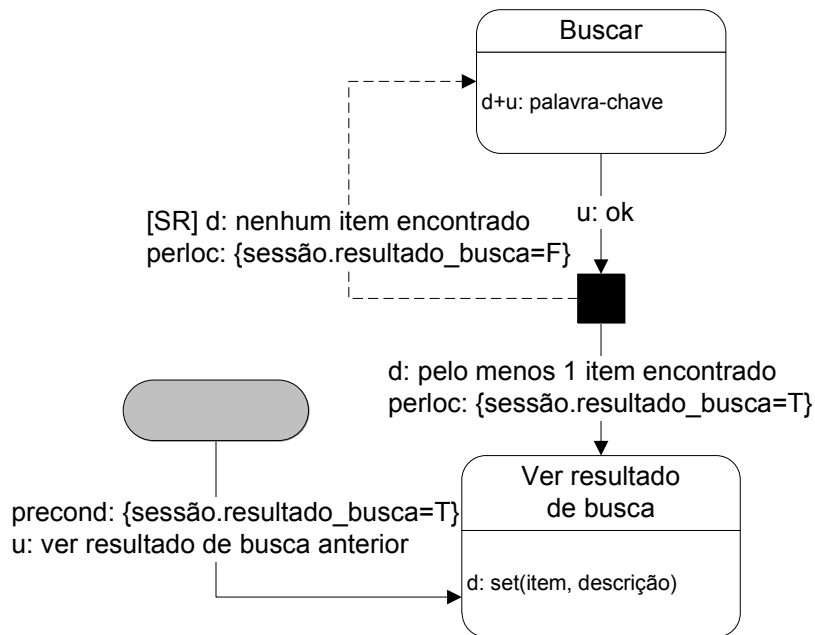 Buscar
d+u: palavra-chave
[SR] d: nenhum item encontrado
perloc: {sessão.resultado_busca=F}
u: ok
d: pelo menos 1 item encontrado
perloc: {sessão.resultado_busca=T}
precond: {sessão.resultado_busca=T}
u: ver resultado de busca anterior
Ver resultado
de busca
d: set(item, descrição)